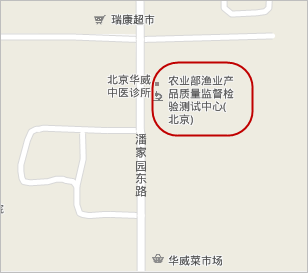 瑞康超市
北京华威
中医诊所
农业部渔业产
品质量监督检
验测试中心(
北京)
潘家园东路
华威菜市场